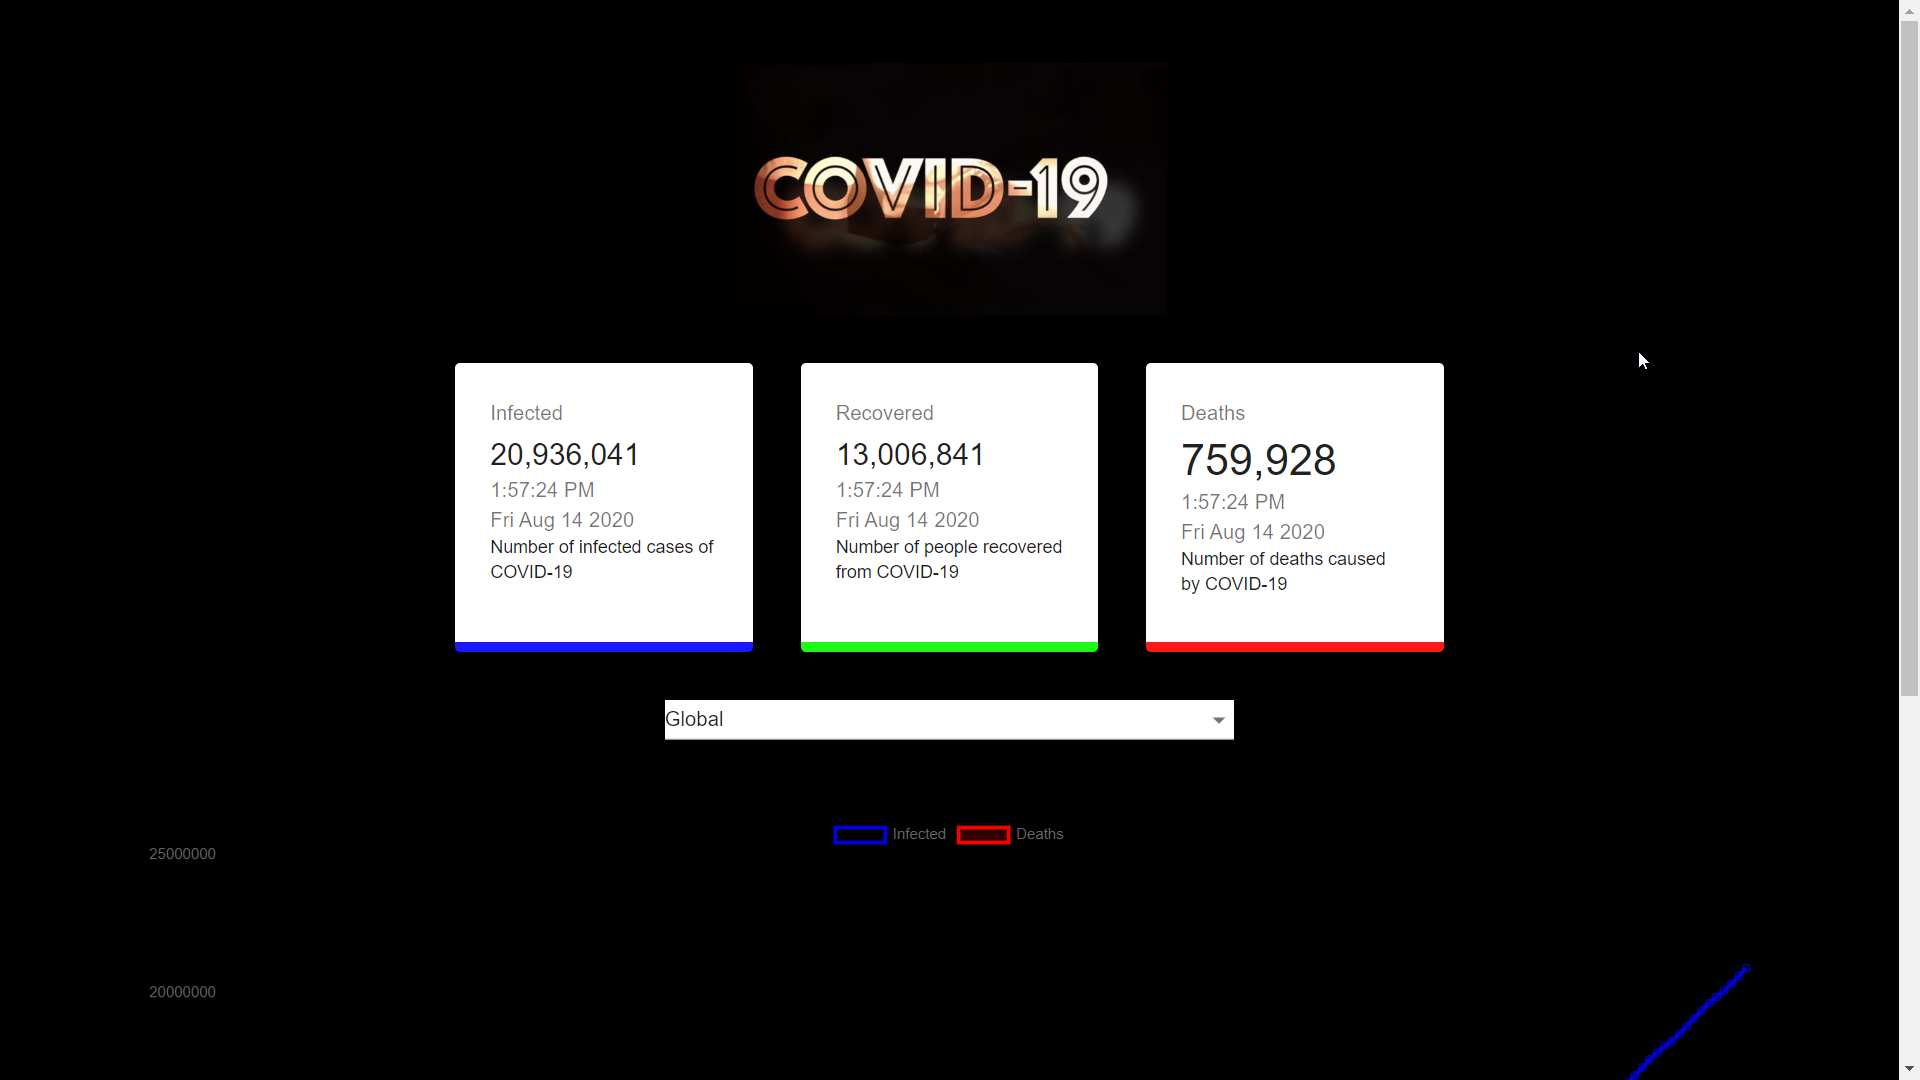 COVID-19
Infected
20,936,041
1:57:24 PM
Fri Aug 14 2020
Number of infected cases of
COVID-19
Recovered
13,006,841
1:57:24 PM
Fri Aug 14 2020
Number of people recovered
from COVID-19
Deaths
759,928
1:57:24 PM
Fri Aug 14 2020
Number of deaths caused
by COVID-19
Global
Infected Deaths
25000000
20000000